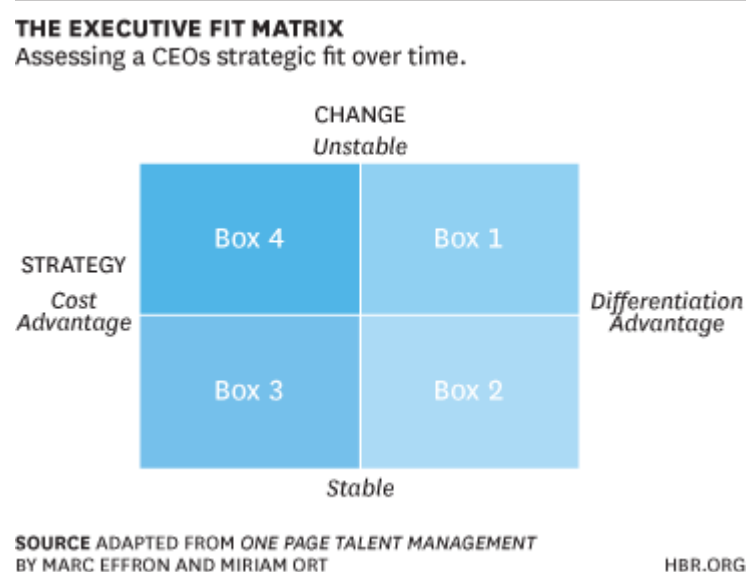 THE EXECUTIVE FIT MATRIX
Assessing a CEOs strategic fit over time.
CHANGE
Unstable
Box 4
Box 1
STRATEGY
Cost
Advantage
Differentiation
Advantage
Box 3
Box 2
Stable
SOURCE ADAPTED FROM ONE PAGE TALENT MANAGEMENT
BY MARC EFFRON AND MIRIAM ORT
HBR.ORG